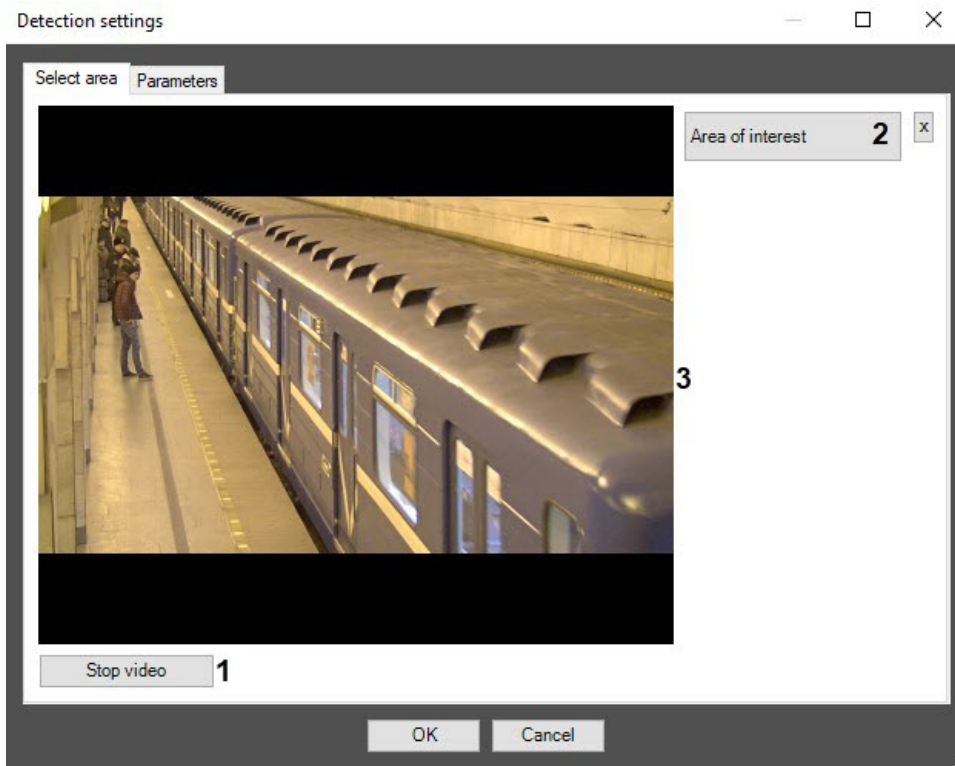 Detection settings
Select area Parameters
Area of interest 2 x
3
Stop video 1
OK Cancel